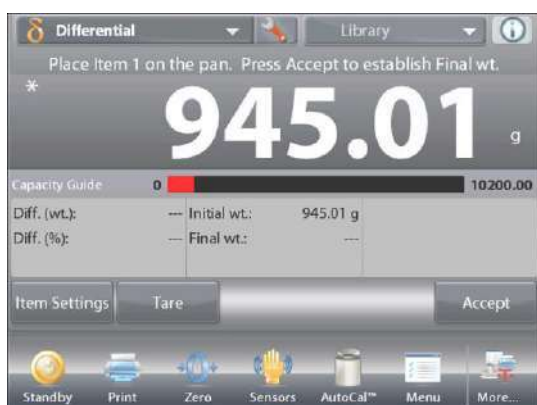 δ Differential Library
Place Item 1 on the pan. Press Accept to establish Final wt.
* 945.01 g
Capacity Guide 0 10200.00
Diff. (wt.): --- Initial wt.: 945.01 g
Diff. (%): --- Final wt.: ---
Item Settings Tare Accept
Standby Print Zero Sensors AutoCal™ Menu More...